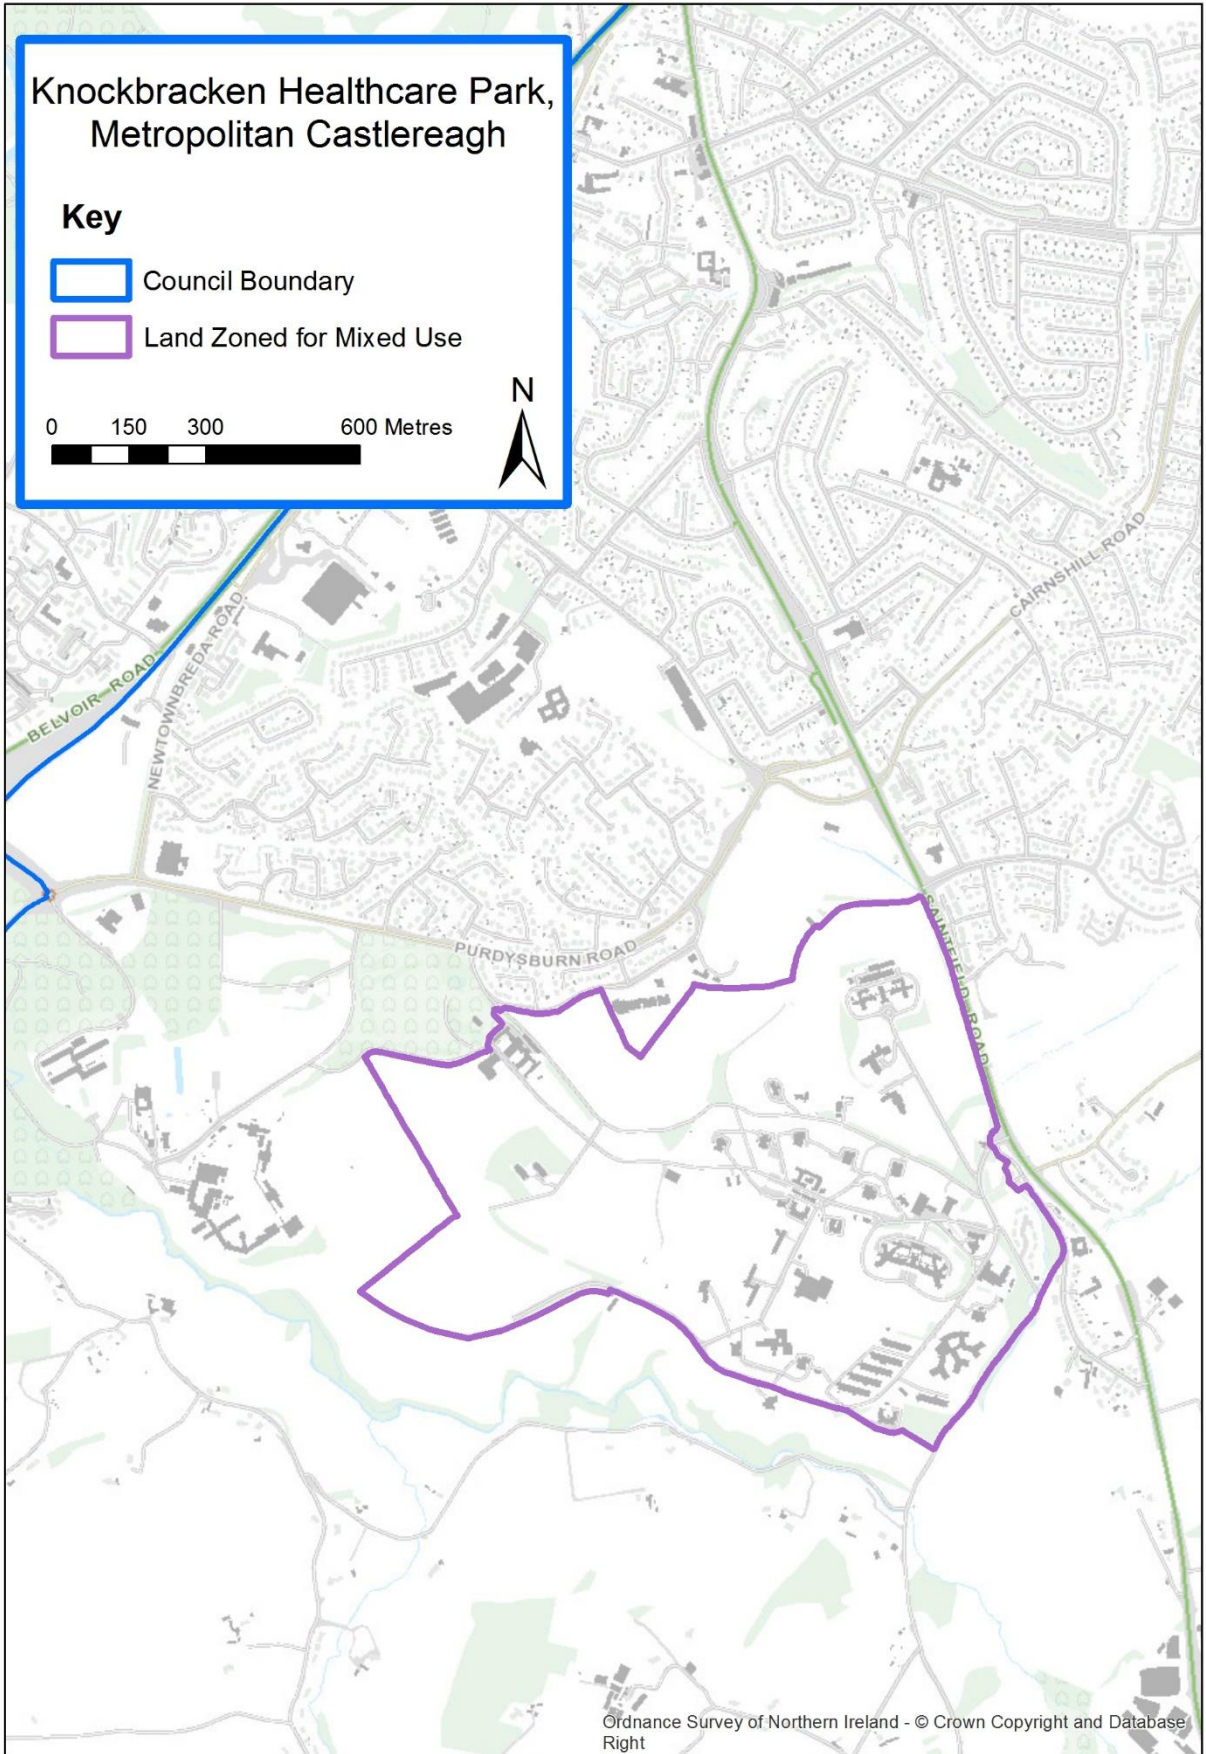 Knockbracken Healthcare Park,
Metropolitan Castlereagh
Key
Council Boundary
Land Zoned for Mixed Use
N
0 150 300 600 Metres
CAIRNSHILL ROAD
NEWTOWNBREDA ROAD
BELVOIR ROAD
SAINTFIELD ROAD
PURDYSBURN ROAD
Ordnance Survey of Northern Ireland - © Crown Copyright and Database
Right